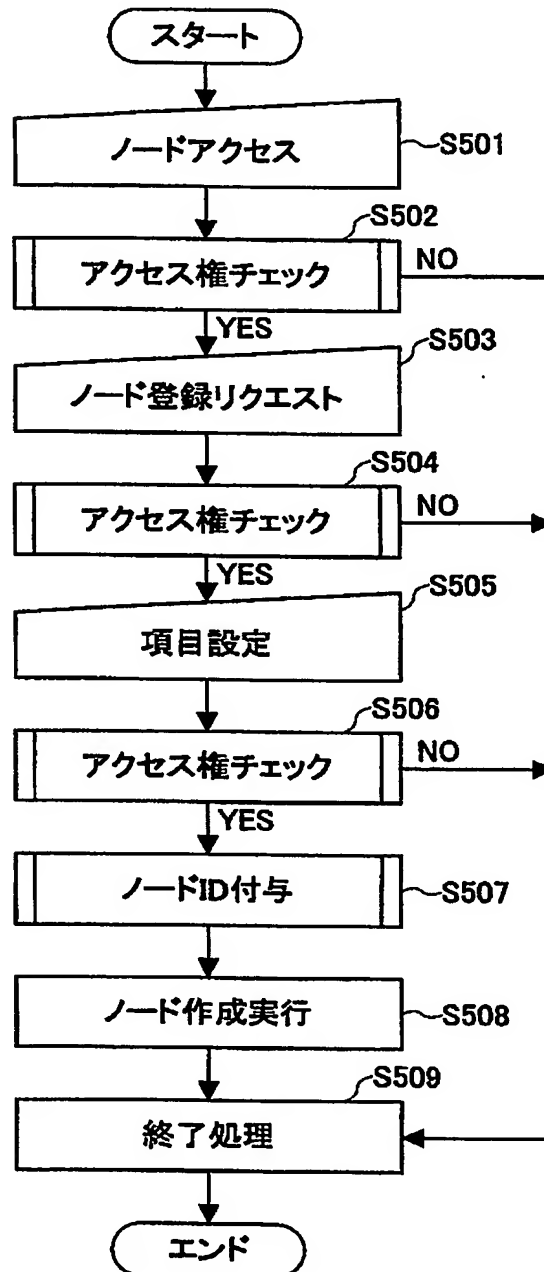 スタート
ノードアクセス
S501
S502
アクセス権チェック
NO
YES
S503
ノード登録リクエスト
S504
アクセス権チェック
NO
YES
S505
項目設定
S506
アクセス権チェック
NO
YES
ノードID付与
S507
ノード作成実行
S508
S509
終了処理
エンド